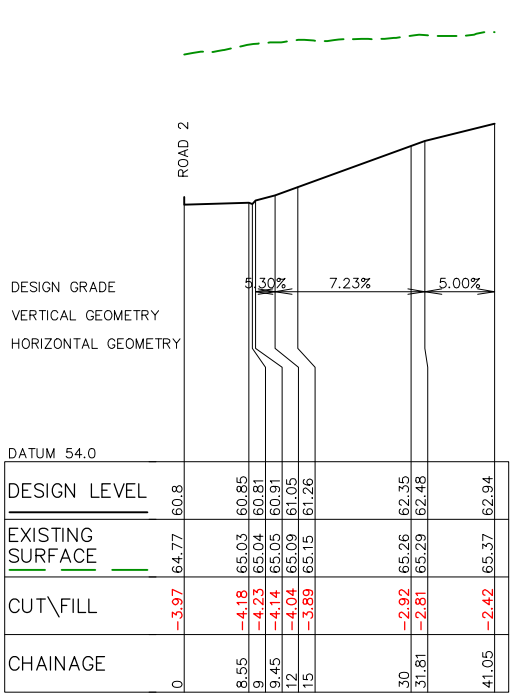 ROAD 2
5.30% 7.23% 5.00%
DESIGN GRADE
VERTICAL GEOMETRY
HORIZONTAL GEOMETRY
DATUM 54.0
DESIGN LEVEL 60.8 60.85 60.81 60.91 61.05 61.26 62.35 62.48 62.94
EXISTING
SURFACE 64.77 65.03 65.04 65.05 65.09 65.15 65.26 65.29 65.37
CUT\FILL -3.97 -4.18 -4.23 -4.14 -4.04 -3.89 -2.92 -2.81 -2.42
CHAINAGE 0 8.55 9 9.45 12 15 30 31.81 41.05